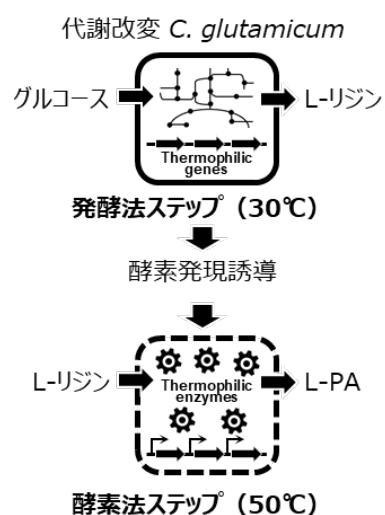 代謝改変 C. glutamicum
グルコース
L-リジン
Thermophilic
genes
発酵法ステップ（30℃）
酵素発現誘導
L-リジン
Thermophilic
enzymes
L-PA
酵素法ステップ（50℃）